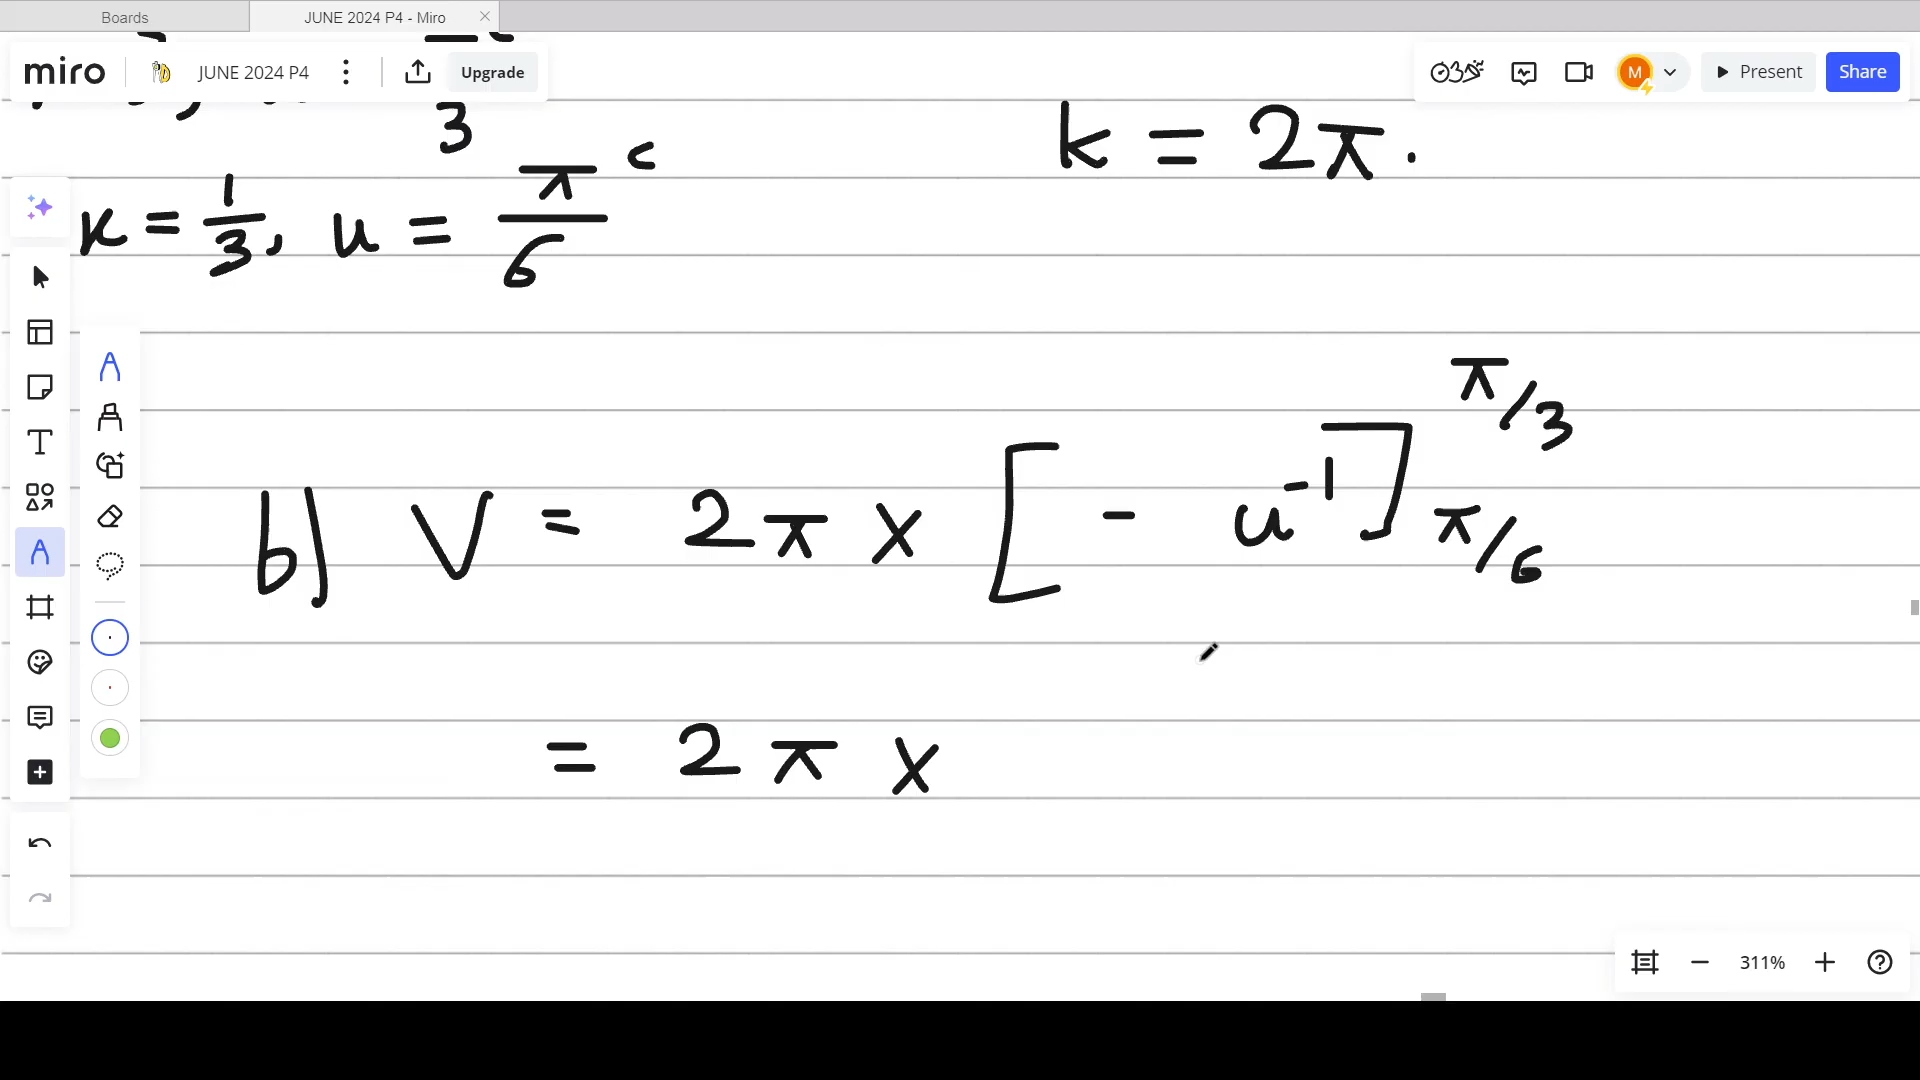 Boards
JUNE 2024 P4 - Miro
miro
JUNE 2024 P4
Upgrade
M
Present
Share
3
k = 2π.
x = 1/3, u = π/6 ᶜ
b) V = 2π × [ - u⁻¹ ] π/3 π/6
= 2π ×
311%